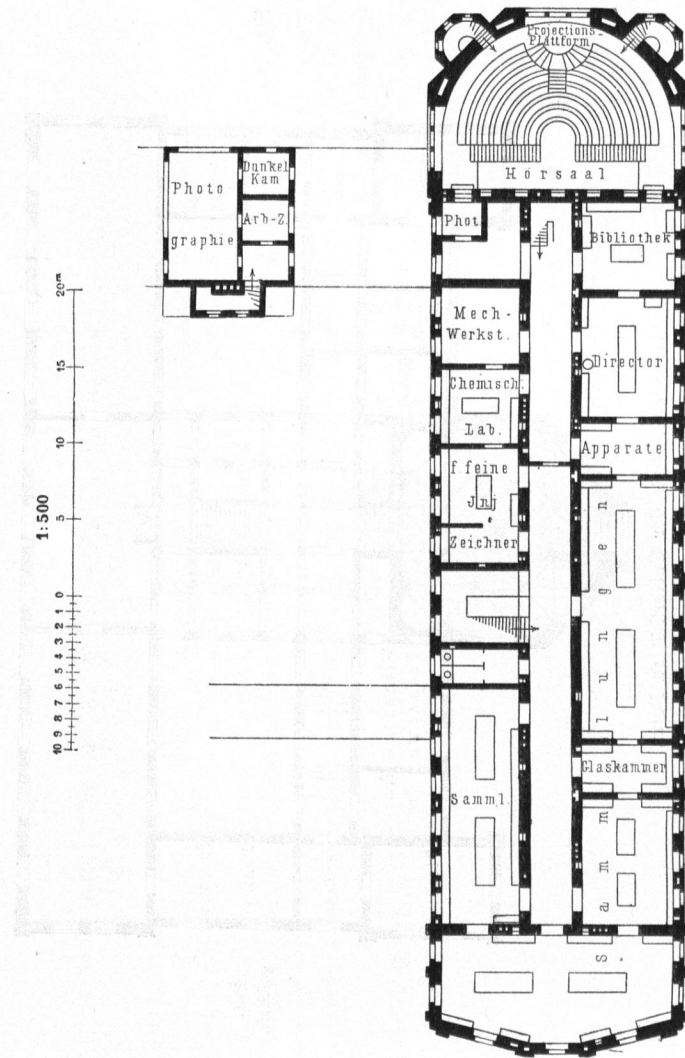 Projections-
Plattform
Hörsaal
Photo
graphie
Dunkel
Kam
Arb-Z.
Phot.
Bibliothek
Mech-
Werkst.
Director
Chemisch.
Lab.
Apparate
f feine
Jnj
Zeichner
Samml.
Glaskammer
S a m m l u n g e n
20m
15
10
5
0
1
2
3
4
5
6
7
8
9
10
1:500